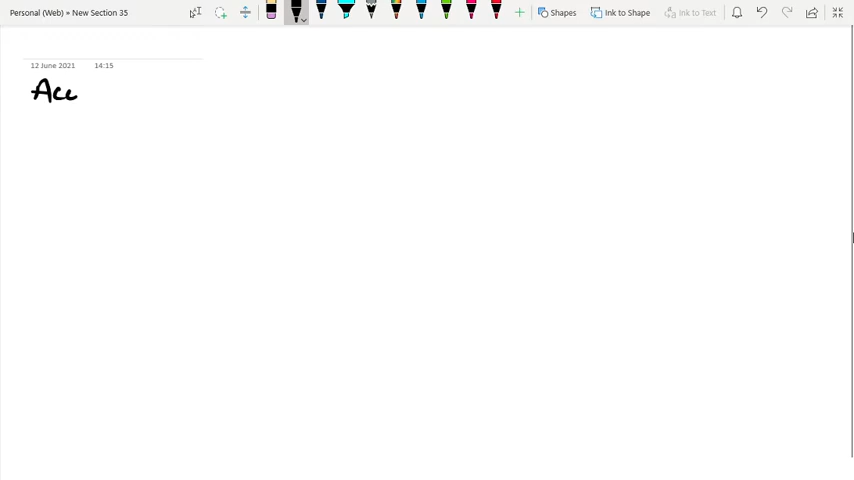 Personal (Web) » New Section 35
Shapes
Ink to Shape
Ink to Text
12 June 2021 14:15
Acc